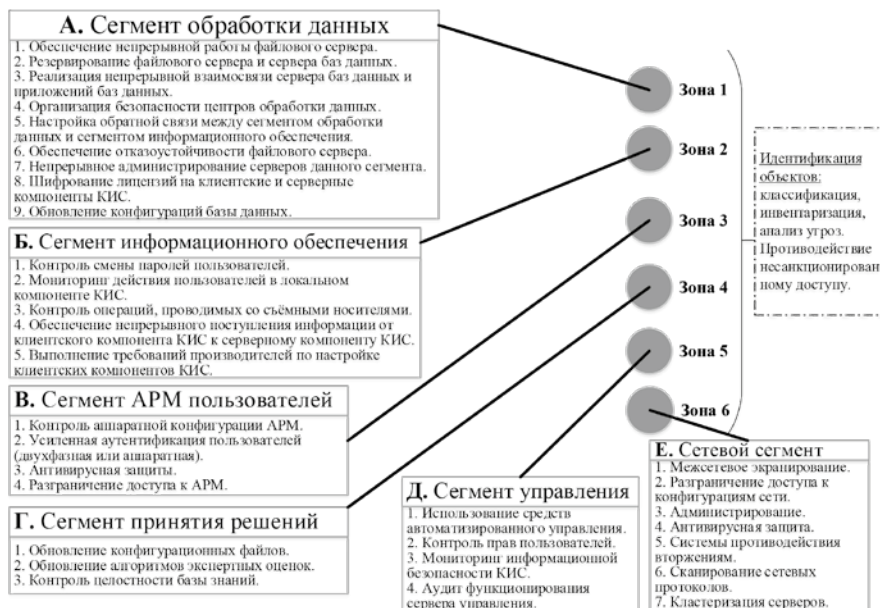 А. Сегмент обработки данных
1. Обеспечение непрерывной работы файлового сервера.
2. Резервирование файлового сервера и сервера баз данных.
3. Реализация непрерывной взаимосвязи сервера баз данных и
приложений баз данных.
4. Организация безопасности центров обработки данных.
5. Настройка обратной связи между сегментом обработки
данных и сегментом информационного обеспечения.
6. Обеспечение отказоустойчивости файлового сервера.
7. Непрерывное администрирование серверов данного сегмента.
8. Шифрование лицензий на клиентские и серверные
компоненты КИС.
9. Обновление конфигураций базы данных.
Б. Сегмент информационного обеспечения
1. Контроль смены паролей пользователей.
2. Мониторинг действия пользователей в локальном
компоненте КИС.
3. Контроль операций, проводимых со съёмными носителями.
4. Обеспечение непрерывного поступления информации от
клиентского компонента КИС к серверному компоненту КИС.
5. Выполнение требований производителей по настройке
клиентских компонентов КИС.
В. Сегмент АРМ пользователей
1. Контроль аппаратной конфигурации АРМ.
2. Усиленная аутентификация пользователей
(двухфазная или аппаратная).
3. Антивирусная защиты.
4. Разграничение доступа к АРМ.
Г. Сегмент принятия решений
1. Обновление конфигурационных файлов.
2. Обновление алгоритмов экспертных оценок.
3. Контроль целостности базы знаний.
Д. Сегмент управления
1. Использование средств
автоматизированного управления.
2. Контроль прав пользователей.
3. Мониторинг информационной
безопасности КИС.
4. Аудит функционирования
сервера управления.
Е. Сетевой сегмент
1. Межсетевое экранирование.
2. Разграничение доступа к
конфигурациям сети.
3. Администрирование.
4. Антивирусная защита.
5. Системы противодействия
вторжениям.
6. Сканирование сетевых
протоколов.
7. Кластеризация серверов.
Зона 1
Зона 2
Зона 3
Зона 4
Зона 5
Зона 6
Идентификация
объектов:
классификация,
инвентаризация,
анализ угроз.
Противодействие
несанкционирован
ному доступу.